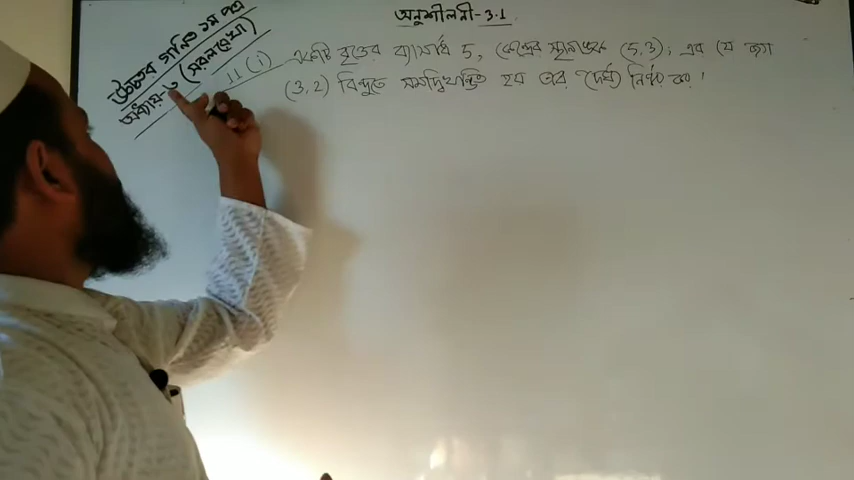 অনুশীলনী-3.1
উচ্চতর গণিত ১ম পত্র
অধ্যায়-৩ (সরলরেখা)
11 (i) একটি বৃত্তের ব্যাসার্ধ 5, কেন্দ্রের স্থানাঙ্ক (5,3); এর যে জ্যা
(3,2) বিন্দুতে সমদ্বিখণ্ডিত হয় তার দৈর্ঘ্য নির্ণয় কর।